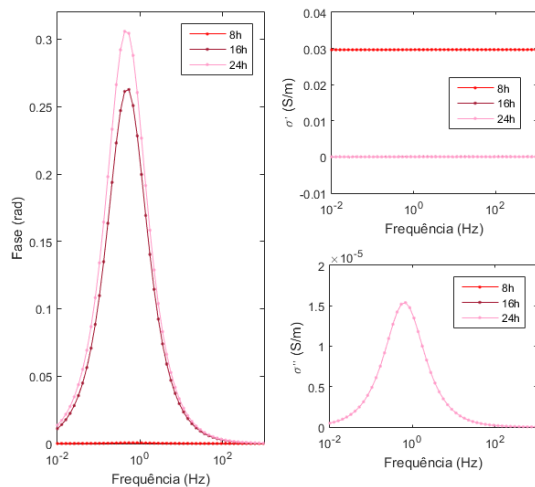 Fase (rad)
0.3
0.25
0.2
0.15
0.1
0.05
0
10^-2
10^0
10^2
Frequência (Hz)
8h
16h
24h
σ' (S/m)
0.04
0.03
0.02
0.01
0
-0.01
10^-2
10^0
10^2
Frequência (Hz)
8h
16h
24h
σ'' (S/m)
× 10^-5
2
1.5
1
0.5
0
10^-2
10^0
10^2
Frequência (Hz)
8h
16h
24h